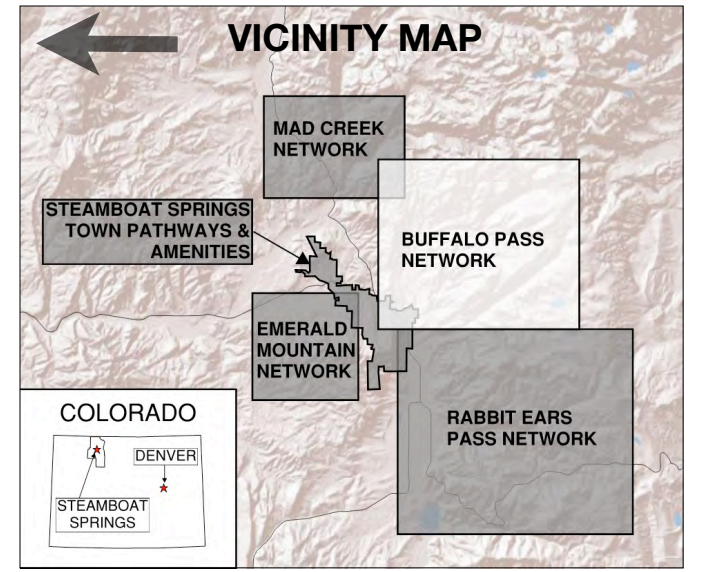 VICINITY MAP
MAD CREEK
NETWORK
STEAMBOAT SPRINGS
TOWN PATHWAYS &
AMENITIES
BUFFALO PASS
NETWORK
EMERALD
MOUNTAIN
NETWORK
RABBIT EARS
PASS NETWORK
COLORADO
DENVER
STEAMBOAT
SPRINGS